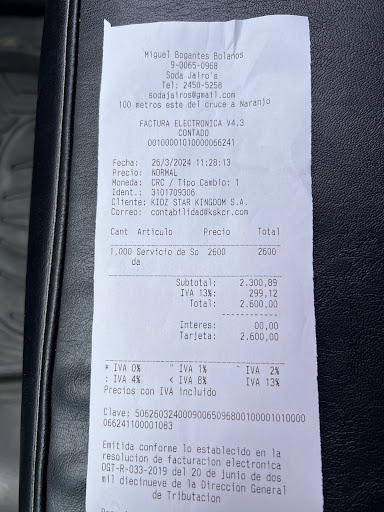 Miguel Bogantes Bolaños
9-0065-0968
Soda Jairo's
Tel: 2450-5258
sodajairos@gmail.com
100 metros este del cruce a Naranjo
FACTURA ELECTRONICA V4.3
CONTADO
00100001010000066241
Fecha: 26/3/2024 11:28:13
Precio: NORMAL
Moneda: CRC / Tipo Cambio: 1
Ident.: 3101709306
Cliente: KIDZ STAR KINGDOM S.A.
Correo: contabilidad@kskcr.com
Cant Articulo Precio Total
1,000 Servicio de So 2600 2600
da
Subtotal: 2.300,89
IVA 13%: 299,12
Total: 2.600,00
Interes: 00,00
Tarjeta: 2.600,00
* IVA 0% " IVA 1% ~ IVA 2%
: IVA 4% < IVA 8% IVA 13%
Precios con IVA incluido
Clave: 50626032400090065096800100001010000
066241100001083
Emitida conforme lo establecido en la
resolucion de facturacion electronica
DGT-R-033-2019 del 20 de junio de dos
mil diecinueve de la Direccion General
de Tributacion